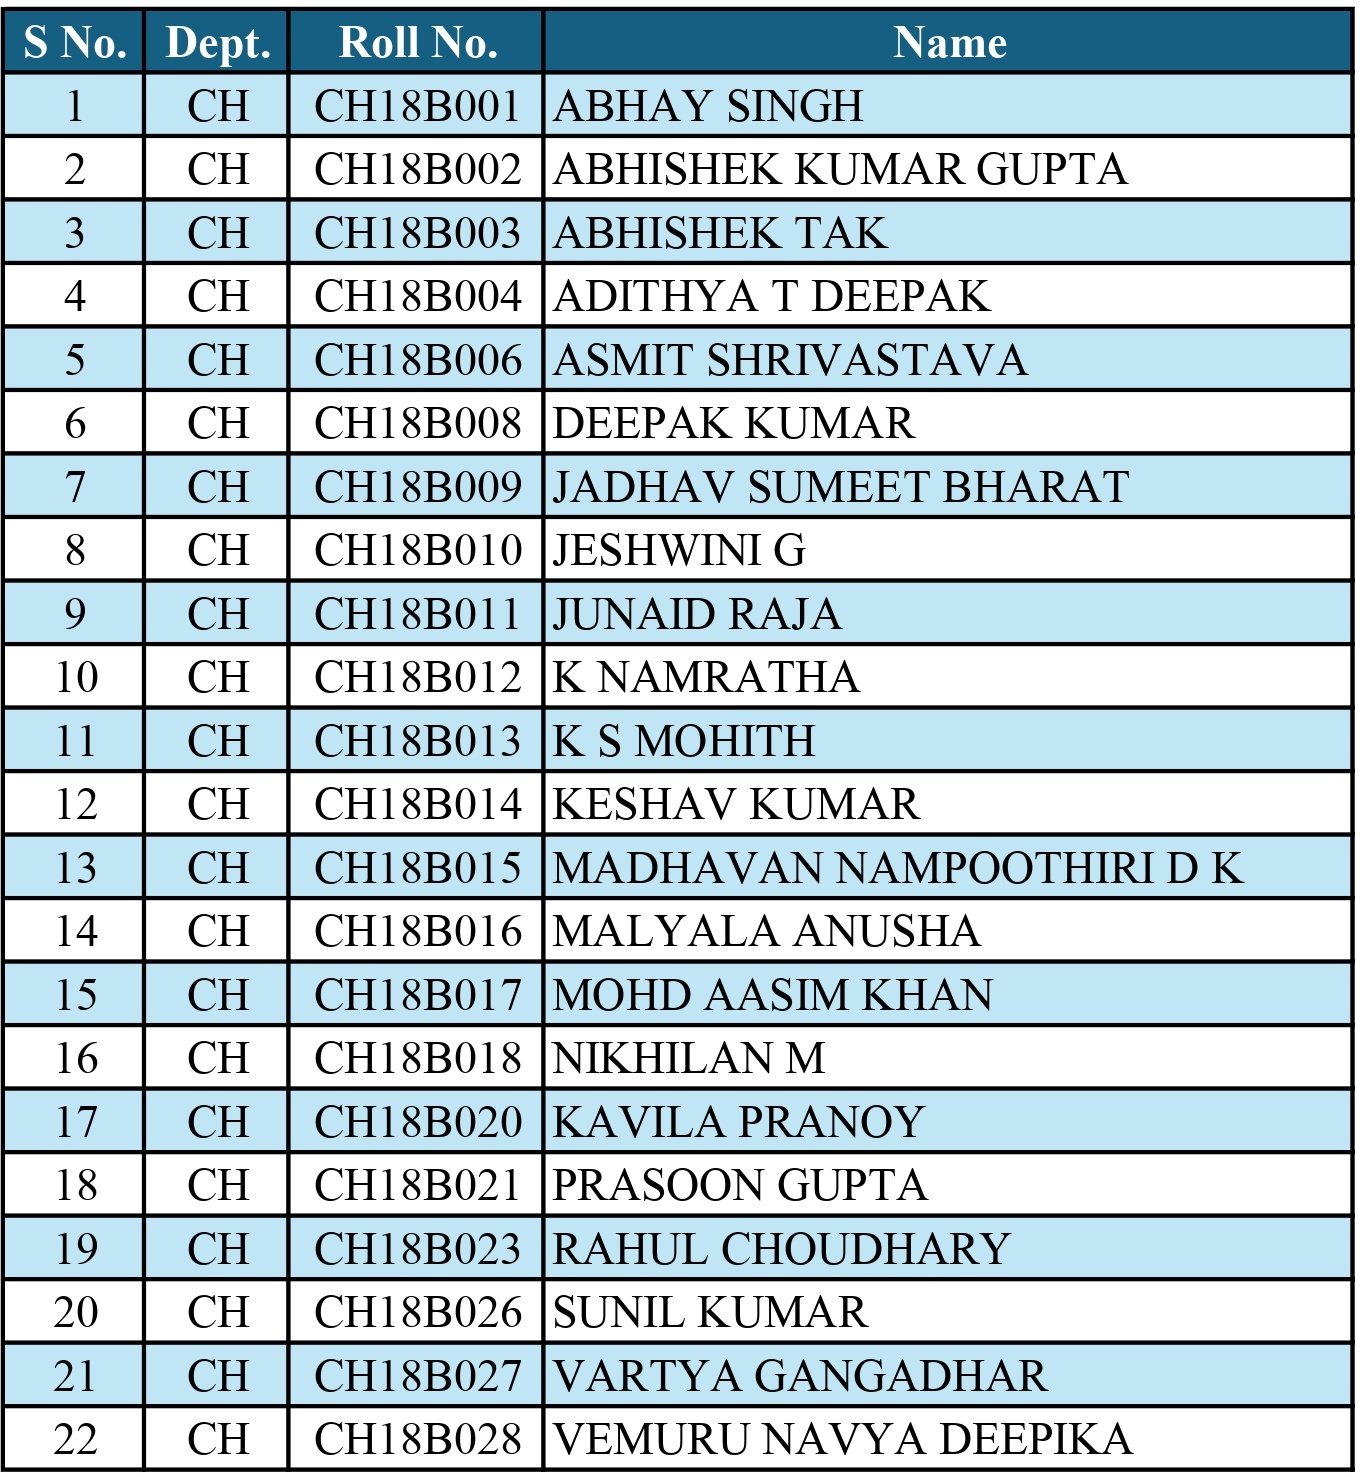 S No. Dept. Roll No. Name
1 CH CH18B001 ABHAY SINGH
2 CH CH18B002 ABHISHEK KUMAR GUPTA
3 CH CH18B003 ABHISHEK TAK
4 CH CH18B004 ADITHYA T DEEPAK
5 CH CH18B006 ASMIT SHRIVASTAVA
6 CH CH18B008 DEEPAK KUMAR
7 CH CH18B009 JADHAV SUMEET BHARAT
8 CH CH18B010 JESHWINI G
9 CH CH18B011 JUNAID RAJA
10 CH CH18B012 K NAMRATHA
11 CH CH18B013 K S MOHITH
12 CH CH18B014 KESHAV KUMAR
13 CH CH18B015 MADHAVAN NAMPOOTHIRI D K
14 CH CH18B016 MALYALA ANUSHA
15 CH CH18B017 MOHD AASIM KHAN
16 CH CH18B018 NIKHILAN M
17 CH CH18B020 KAVILA PRANOY
18 CH CH18B021 PRASOON GUPTA
19 CH CH18B023 RAHUL CHOUDHARY
20 CH CH18B026 SUNIL KUMAR
21 CH CH18B027 VARTYA GANGADHAR
22 CH CH18B028 VEMURU NAVYA DEEPIKA